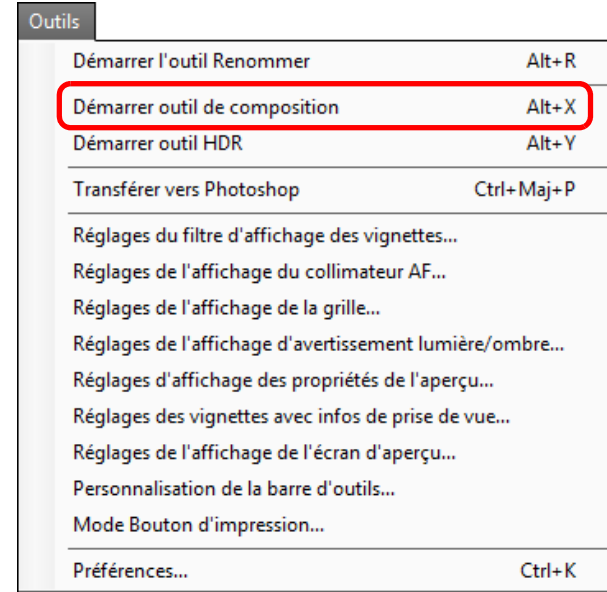 Outils
Démarrer l'outil Renommer Alt+R
Démarrer outil de composition Alt+X
Démarrer outil HDR Alt+Y
Transférer vers Photoshop Ctrl+Maj+P
Réglages du filtre d'affichage des vignettes...
Réglages de l'affichage du collimateur AF...
Réglages de l'affichage de la grille...
Réglages de l'affichage d'avertissement lumière/ombre...
Réglages d'affichage des propriétés de l'aperçu...
Réglages des vignettes avec infos de prise de vue...
Réglages de l'affichage de l'écran d'aperçu...
Personnalisation de la barre d'outils...
Mode Bouton d'impression...
Préférences... Ctrl+K